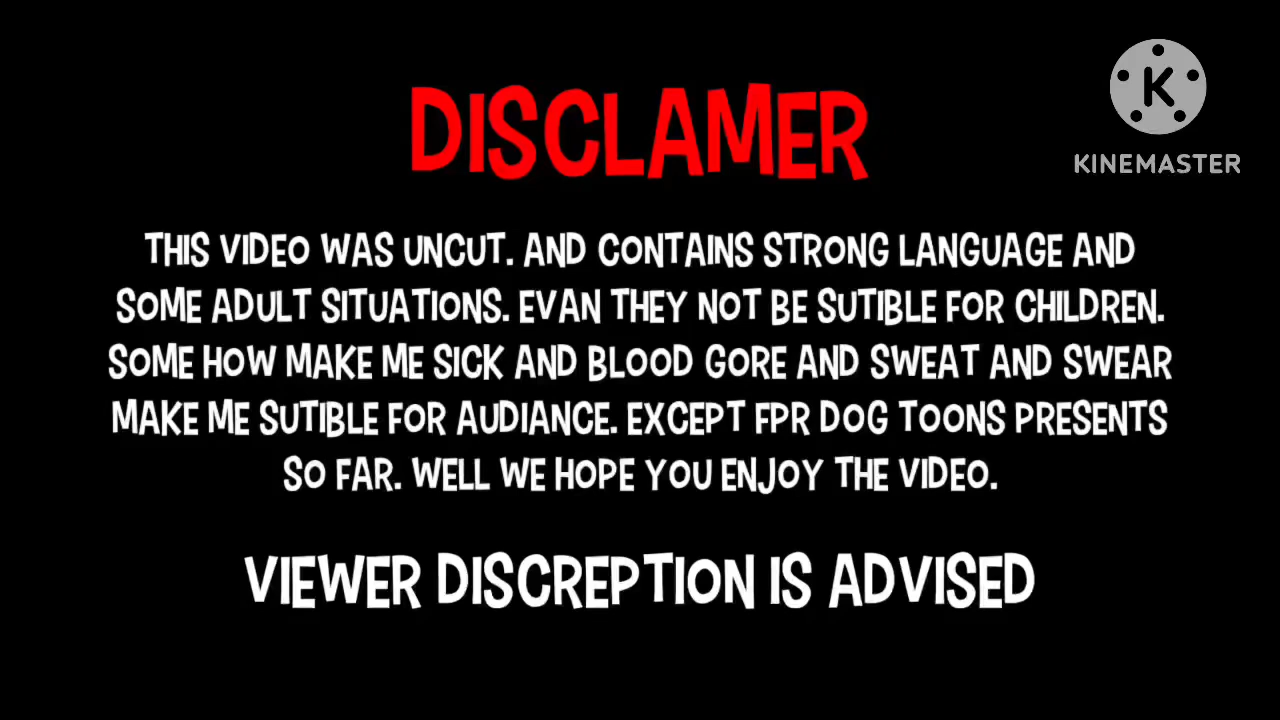 DISCLAMER
K
KINEMASTER
THIS VIDEO WAS UNCUT. AND CONTAINS STRONG LANGUAGE AND
SOME ADULT SITUATIONS. EVAN THEY NOT BE SUTIBLE FOR CHILDREN.
SOME HOW MAKE ME SICK AND BLOOD GORE AND SWEAT AND SWEAR
MAKE ME SUTIBLE FOR AUDIANCE. EXCEPT FPR DOG TOONS PRESENTS
SO FAR. WELL WE HOPE YOU ENJOY THE VIDEO.
VIEWER DISCREPTION IS ADVISED